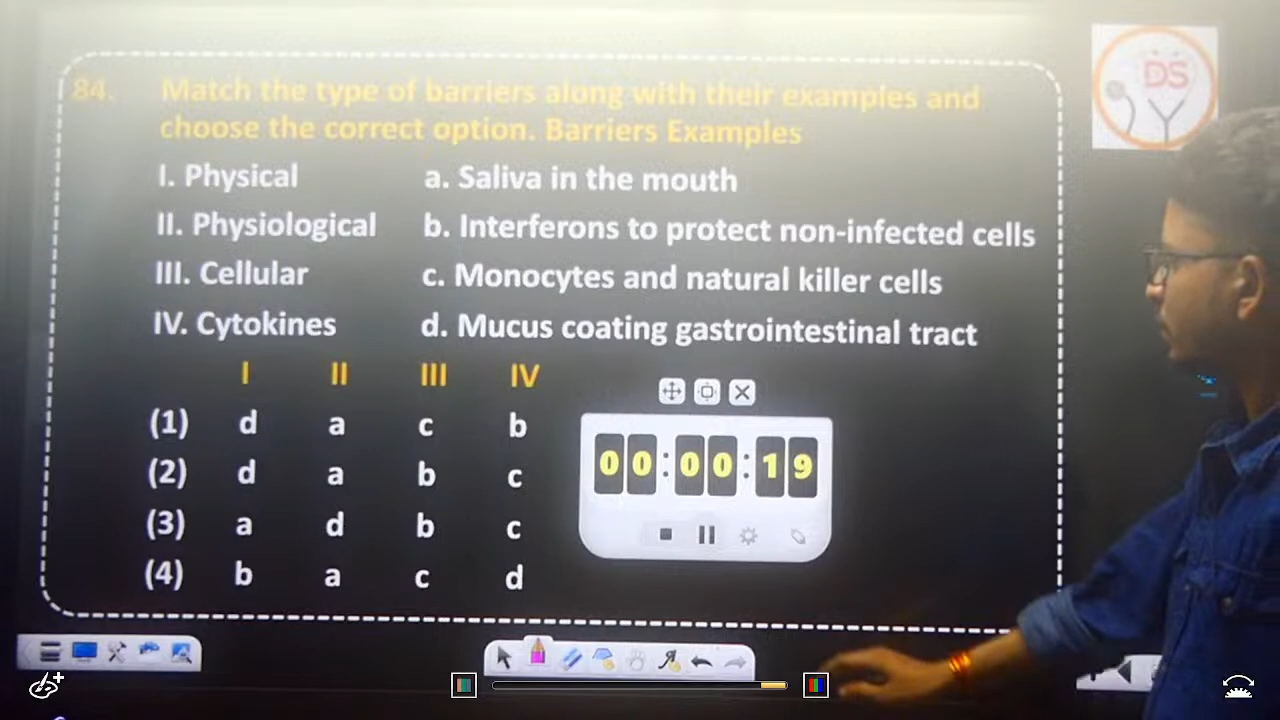 DS
84. Match the type of barriers along with their examples and
choose the correct option. Barriers Examples
I. Physical a. Saliva in the mouth
II. Physiological b. Interferons to protect non-infected cells
III. Cellular c. Monocytes and natural killer cells
IV. Cytokines d. Mucus coating gastrointestinal tract
I II III IV
(1) d a c b
(2) d a b c
(3) a d b c
(4) b a c d
00:00:19